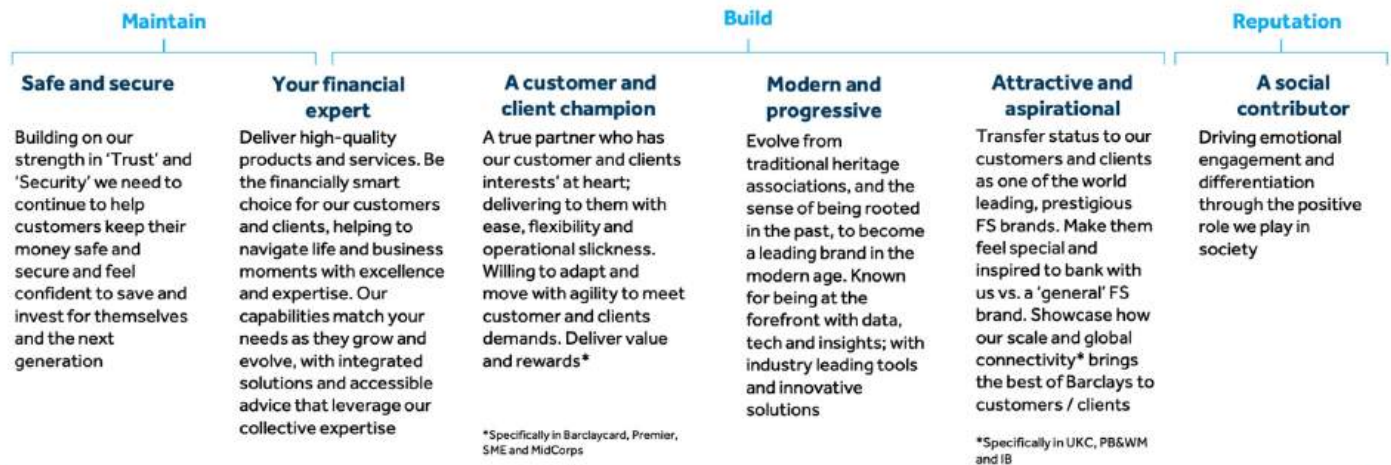 Maintain
Build
Reputation
Safe and secure
Building on our
strength in 'Trust' and
'Security' we need to
continue to help
customers keep their
money safe and
secure and feel
confident to save and
invest for themselves
and the next
generation
Your financial
expert
Deliver high-quality
products and services. Be
the financially smart
choice for our customers
and clients, helping to
navigate life and business
moments with excellence
and expertise. Our
capabilities match your
needs as they grow and
evolve, with integrated
solutions and accessible
advice that leverage our
collective expertise
A customer and
client champion
A true partner who has
our customer and clients
interests' at heart;
delivering to them with
ease, flexibility and
operational slickness.
Willing to adapt and
move with agility to meet
customer and clients
demands. Deliver value
and rewards*
*Specifically in Barclaycard, Premier,
SME and MidCorps
Modern and
progressive
Evolve from
traditional heritage
associations, and the
sense of being rooted
in the past, to become
a leading brand in the
modern age. Known
for being at the
forefront with data,
tech and insights; with
industry leading tools
and innovative
solutions
Attractive and
aspirational
Transfer status to our
customers and clients
as one of the world
leading, prestigious
FS brands. Make them
feel special and
inspired to bank with
us vs. a 'general' FS
brand. Showcase how
our scale and global
connectivity* brings
the best of Barclays to
customers / clients
*Specifically in UKC, PB&WM
and IB
A social
contributor
Driving emotional
engagement and
differentiation
through the positive
role we play in
society